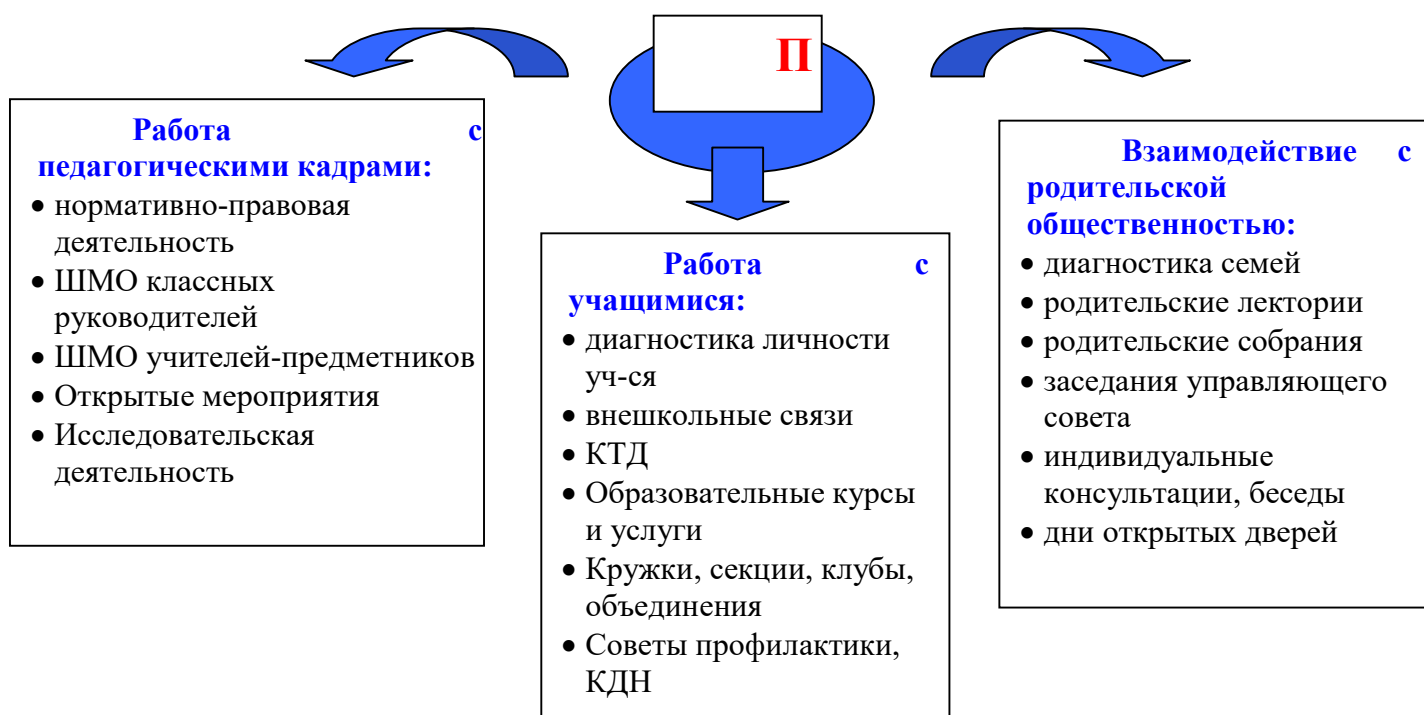 П
Работа с
педагогическими кадрами:
• нормативно-правовая
деятельность
• ШМО классных
руководителей
• ШМО учителей-предметников
• Открытые мероприятия
• Исследовательская
деятельность
Работа с
учащимися:
• диагностика личности
уч-ся
• внешкольные связи
• КТД
• Образовательные курсы
и услуги
• Кружки, секции, клубы,
объединения
• Советы профилактики,
КДН
Взаимодействие с
родительской
общественностью:
• диагностика семей
• родительские лектории
• родительские собрания
• заседания управляющего
совета
• индивидуальные
консультации, беседы
• дни открытых дверей